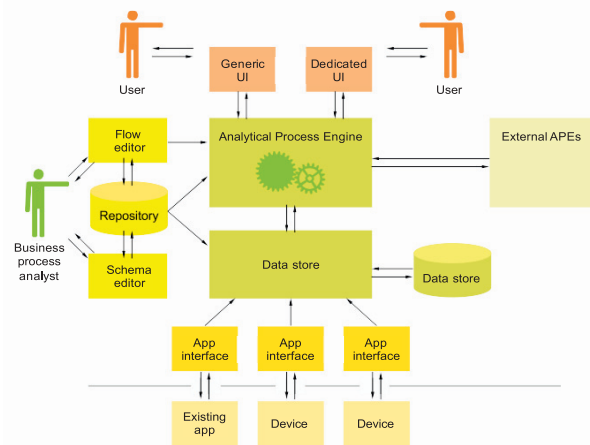 User
Generic
UI
Dedicated
UI
User
Flow
editor
Analytical Process Engine
External APEs
Repository
Business
process
analyst
Schema
editor
Data store
Data store
App
interface
App
interface
App
interface
Existing
app
Device
Device